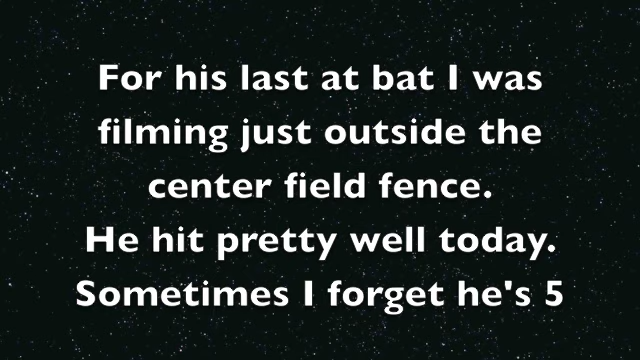 For his last at bat I was
filming just outside the
center field fence.
He hit pretty well today.
Sometimes I forget he's 5